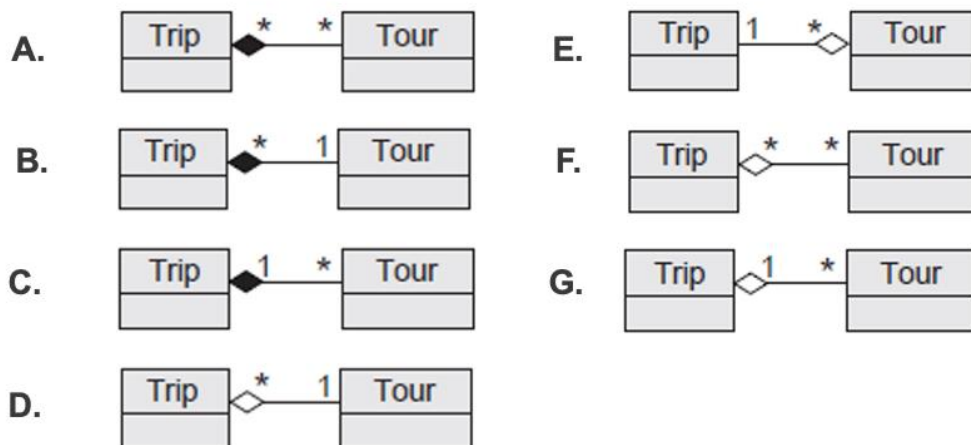 A.
Trip * * Tour
B.
Trip * 1 Tour
C.
Trip 1 * Tour
D.
Trip * 1 Tour
E.
Trip 1 * Tour
F.
Trip * * Tour
G.
Trip 1 * Tour